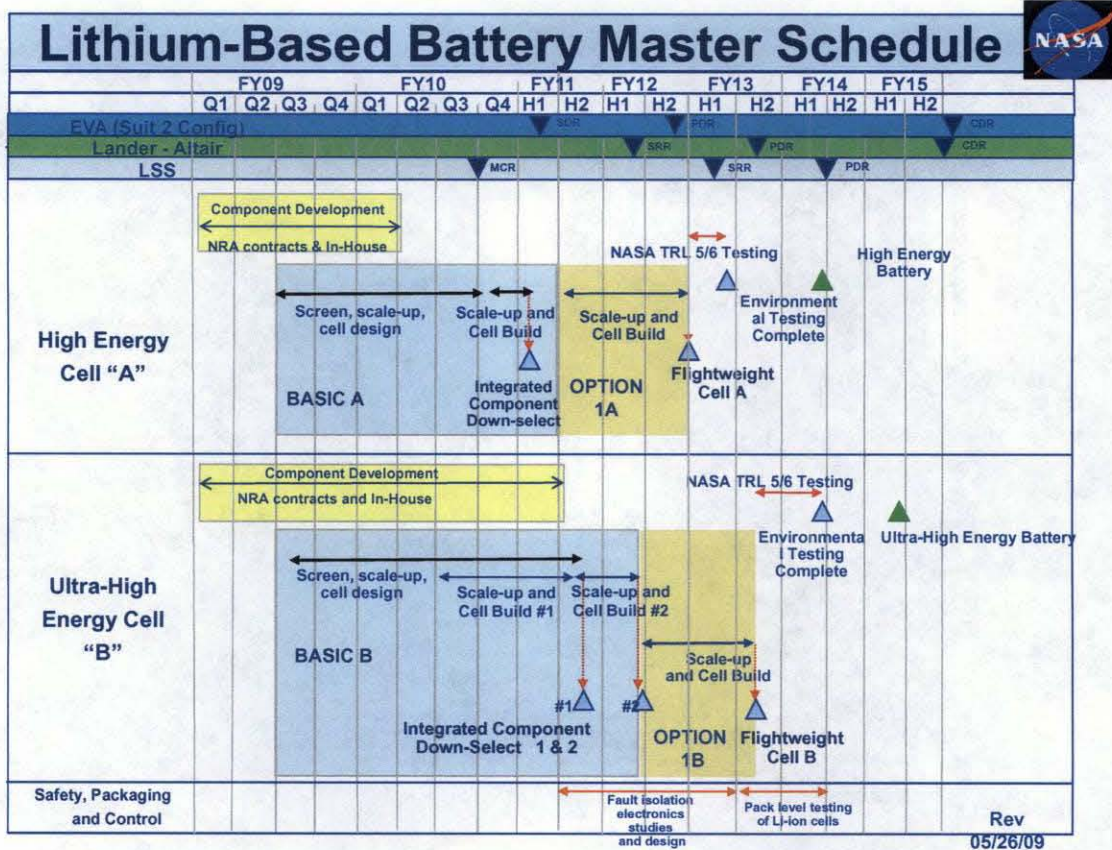 Lithium-Based Battery Master Schedule
NASA
FY09 FY10 FY11 FY12 FY13 FY14 FY15
Q1 Q2 Q3 Q4 Q1 Q2 Q3 Q4 H1 H2 H1 H2 H1 H2 H1 H2 H1 H2
EVA (Suit 2 Config) SDR PDR CDR
Lander - Altair SRR PDR CDR
LSS MCR SRR PDR
High Energy
Cell "A"
Component Development
NRA contracts & In-House
Screen, scale-up,
cell design
Scale-up and
Cell Build
BASIC A
Integrated
Component
Down-select
Scale-up and
Cell Build
OPTION
1A
NASA TRL 5/6 Testing
Flightweight
Cell A
Environment
al Testing
Complete
High Energy
Battery
Ultra-High
Energy Cell
"B"
Component Development
NRA contracts and In-House
Screen, scale-up,
cell design
Scale-up and
Cell Build #1
Scale-up and
Cell Build #2
BASIC B
#1
#2
Integrated Component
Down-Select 1 & 2
Scale-up
and Cell Build
OPTION
1B
Flightweight
Cell B
NASA TRL 5/6 Testing
Environmenta
l Testing
Complete
Ultra-High Energy Battery
Safety, Packaging
and Control
Fault isolation
electronics
studies
and design
Pack level testing
of Li-ion cells
Rev
05/26/09